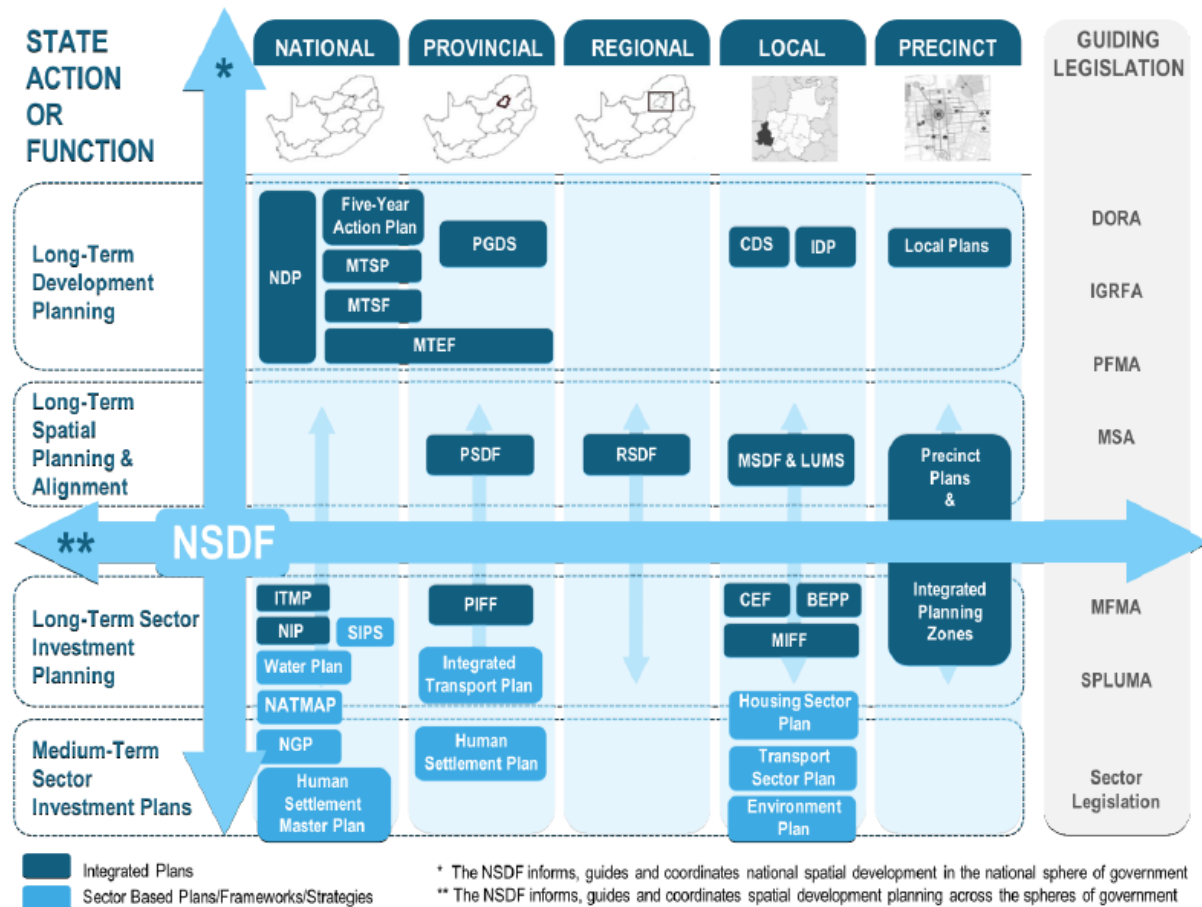 STATE
ACTION
OR
FUNCTION
*
NATIONAL
PROVINCIAL
REGIONAL
LOCAL
PRECINCT
GUIDING
LEGISLATION
Long-Term
Development
Planning
NDP
Five-Year
Action Plan
MTSP
MTSF
MTEF
PGDS
CDS
IDP
Local Plans
DORA
IGRFA
PFMA
Long-Term
Spatial
Planning &
Alignment
PSDF
RSDF
MSDF & LUMS
Precinct
Plans
&
MSA
**
NSDF
Long-Term Sector
Investment
Planning
ITMP
NIP
SIPS
Water Plan
NATMAP
PIFF
Integrated
Transport Plan
CEF
BEPP
MIFF
Integrated
Planning
Zones
MFMA
SPLUMA
Medium-Term
Sector
Investment Plans
NGP
Human
Settlement
Master Plan
Human
Settlement Plan
Housing Sector
Plan
Transport
Sector Plan
Environment
Plan
Sector
Legislation
Integrated Plans
Sector Based Plans/Frameworks/Strategies
* The NSDF informs, guides and coordinates national spatial development in the national sphere of government
** The NSDF informs, guides and coordinates spatial development planning across the spheres of government